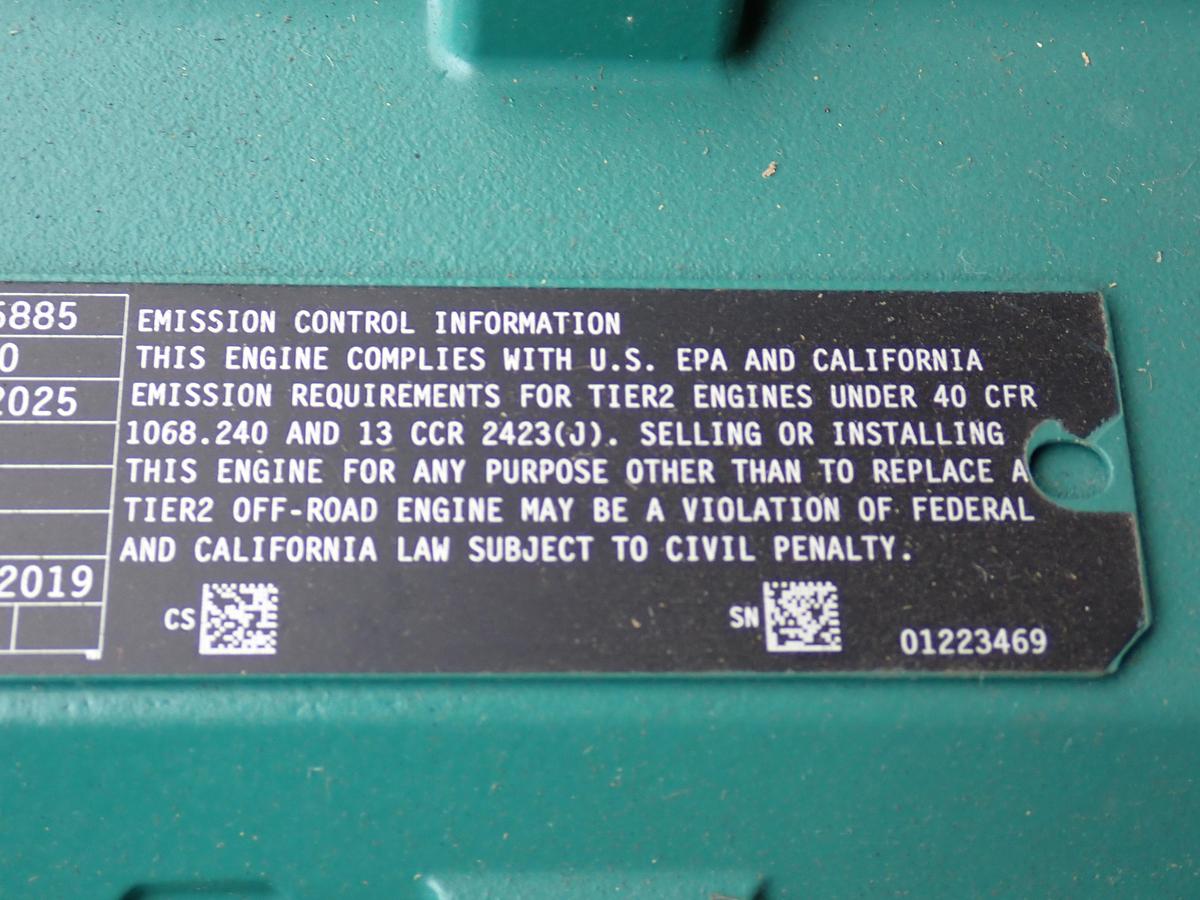 5885
EMISSION CONTROL INFORMATION
0
THIS ENGINE COMPLIES WITH U.S. EPA AND CALIFORNIA
2025
EMISSION REQUIREMENTS FOR TIER2 ENGINES UNDER 40 CFR
1068.240 AND 13 CCR 2423(J). SELLING OR INSTALLING
THIS ENGINE FOR ANY PURPOSE OTHER THAN TO REPLACE A
TIER2 OFF-ROAD ENGINE MAY BE A VIOLATION OF FEDERAL
AND CALIFORNIA LAW SUBJECT TO CIVIL PENALTY.
2019
CS
SN
01223469